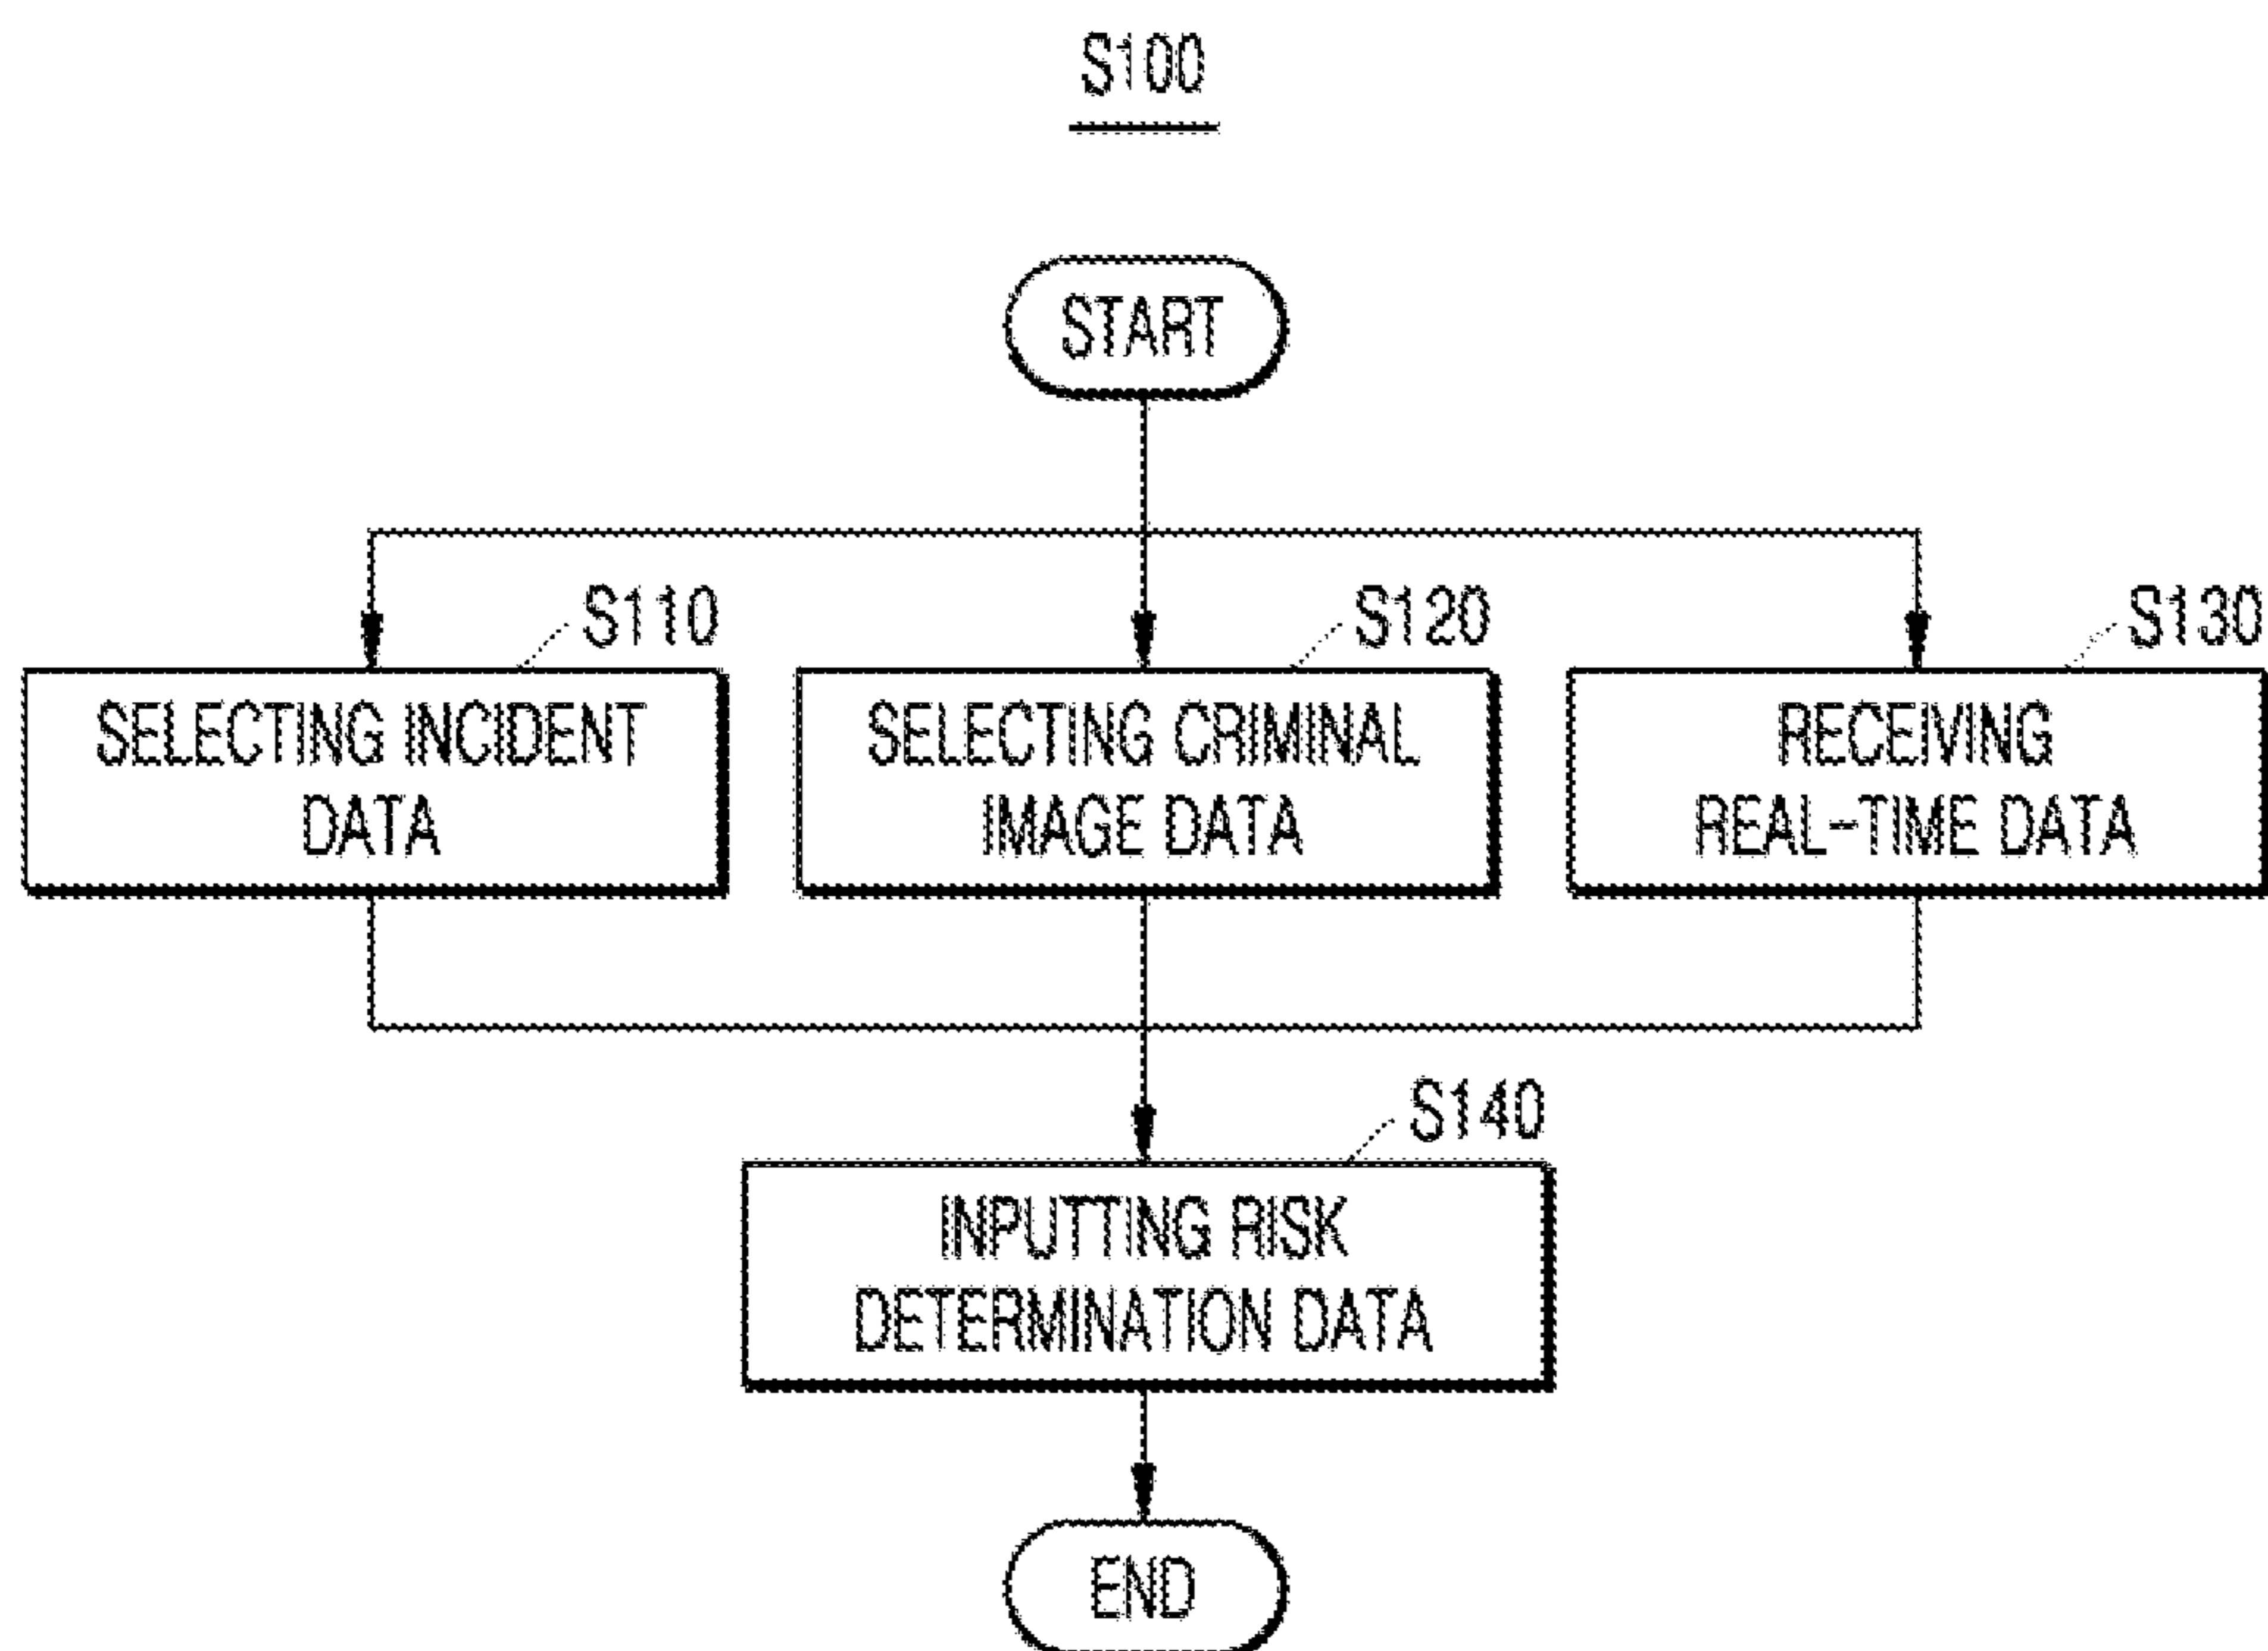 S100
START
S110
S120
S130
SELECTING INCIDENT
DATA
SELECTING CRIMINAL
IMAGE DATA
RECEIVING
REAL-TIME DATA
S140
INPUTTING RISK
DETERMINATION DATA
END